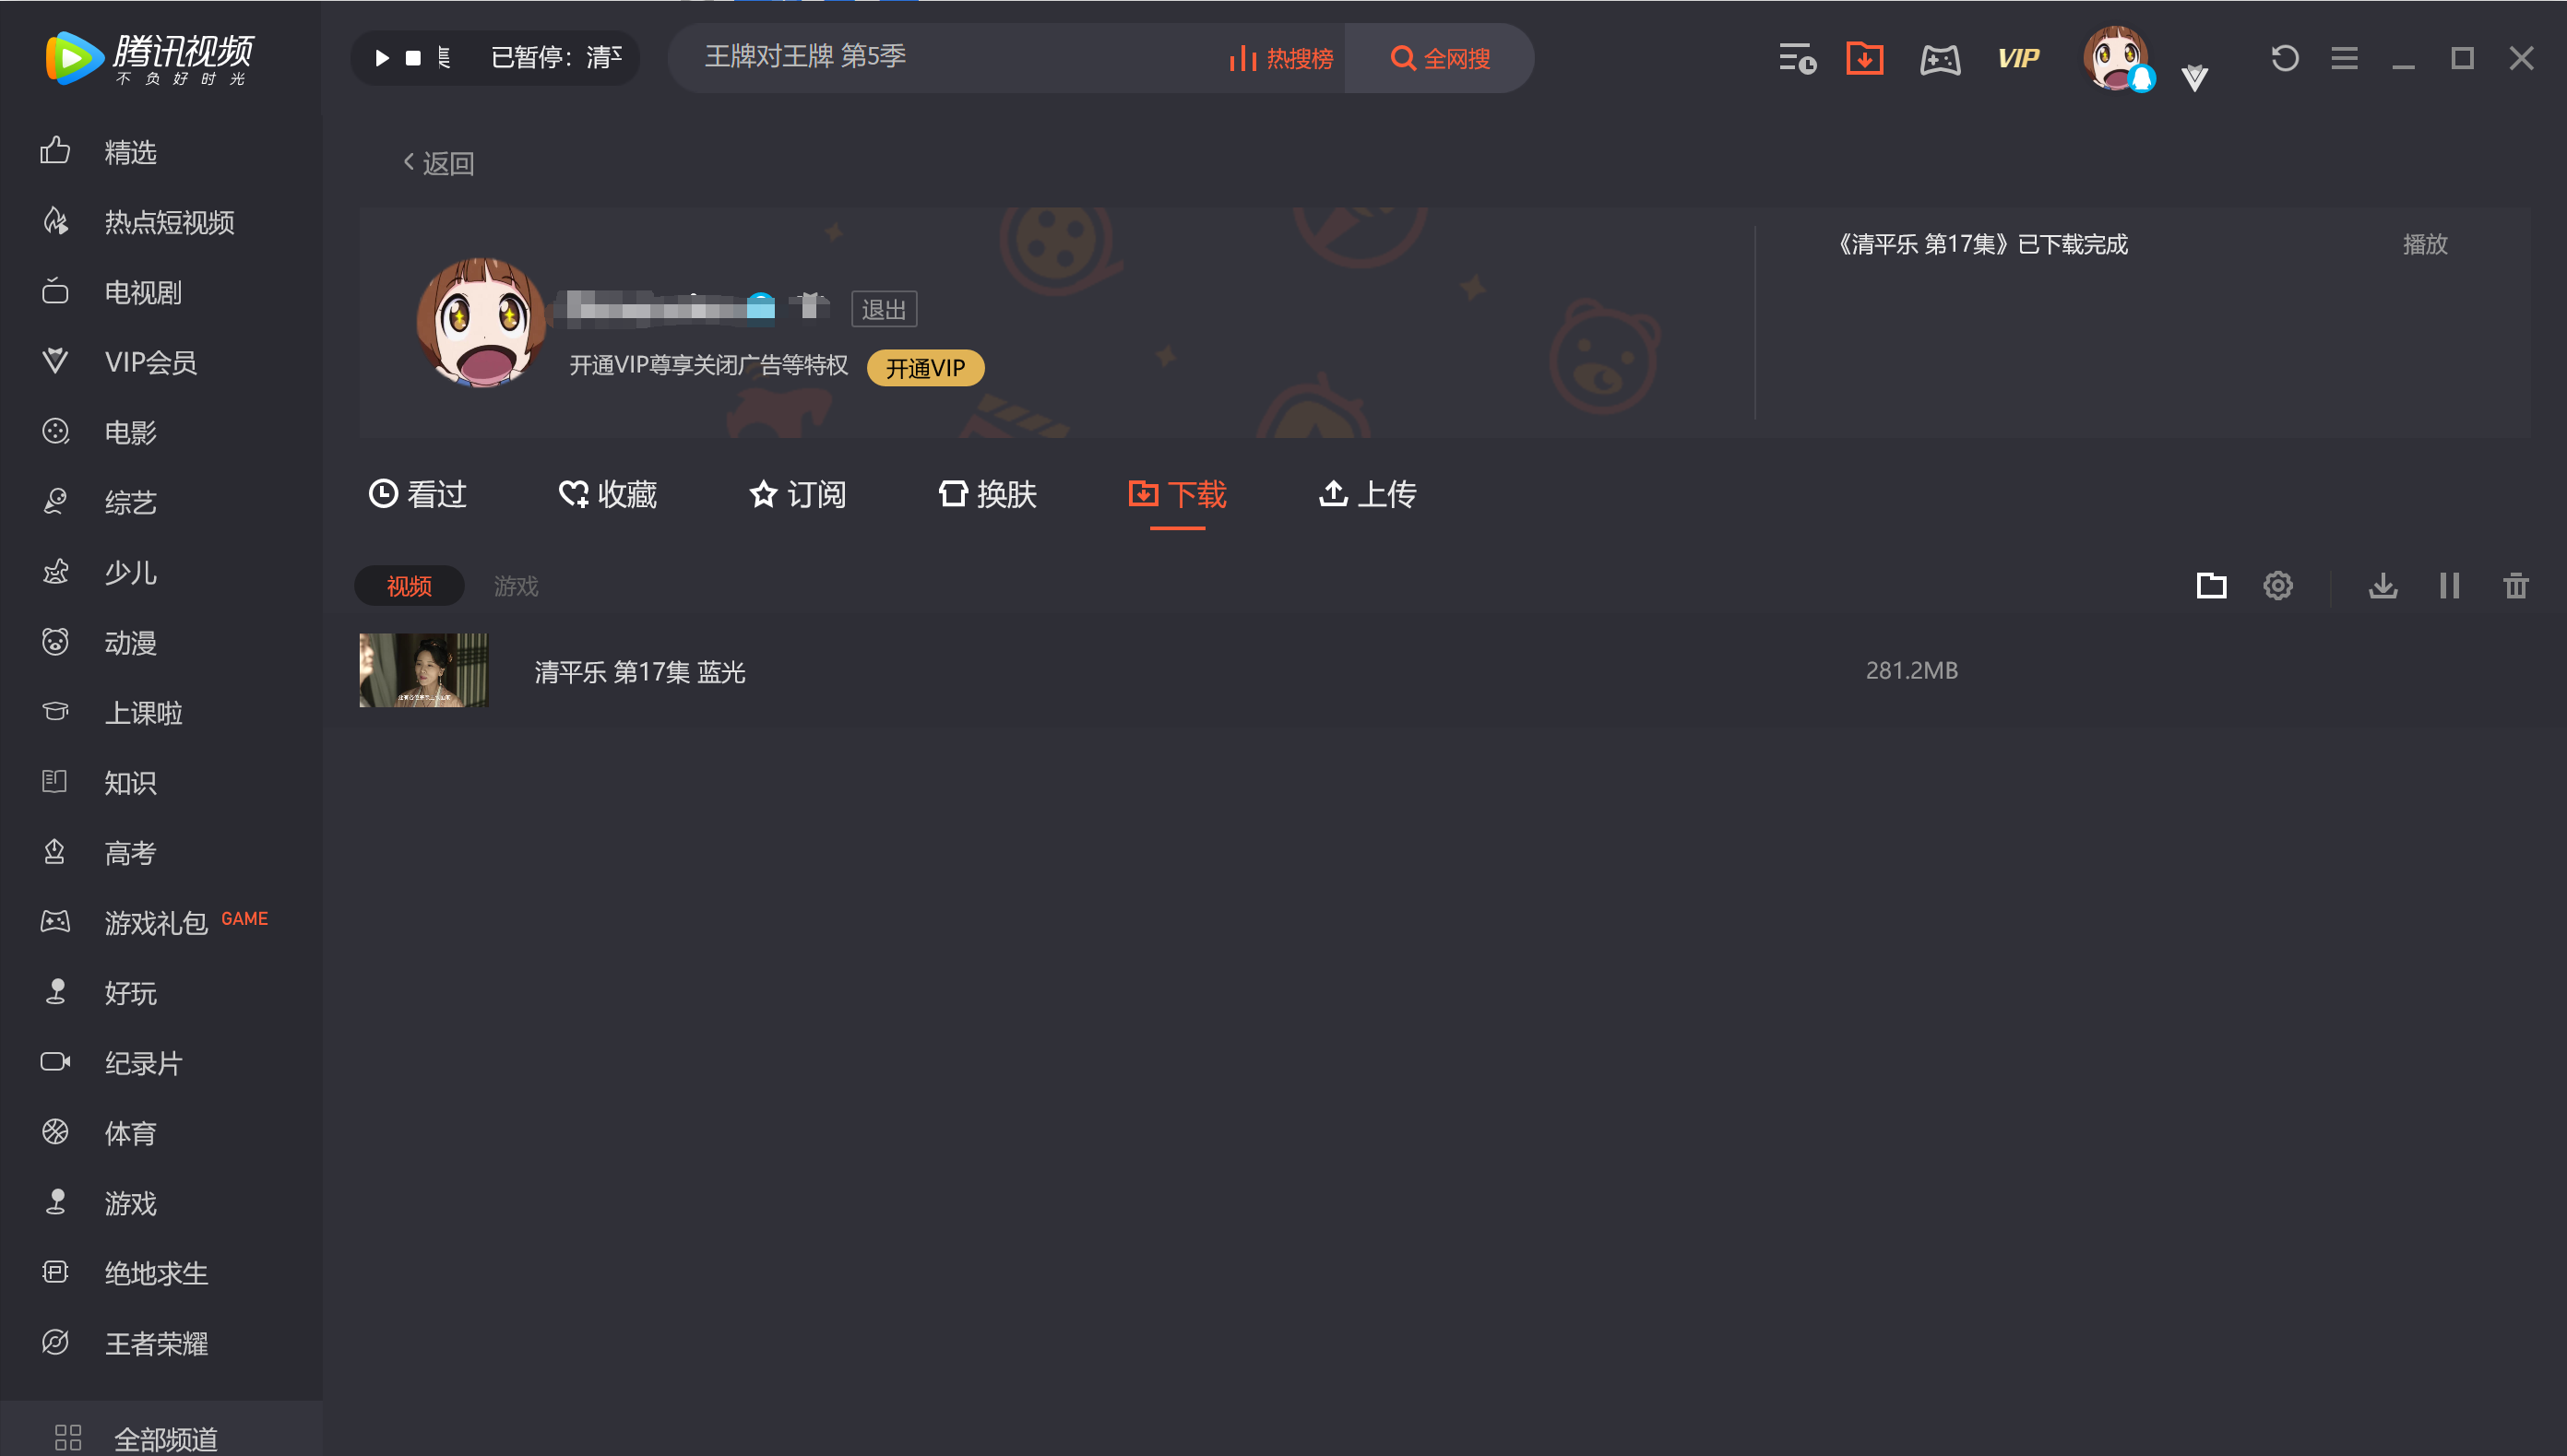 腾讯视频
不负好时光
已暂停：清
王牌对王牌 第5季
热搜榜
全网搜
VIP
精选
热点短视频
电视剧
VIP会员
电影
综艺
少儿
动漫
上课啦
知识
高考
游戏礼包 GAME
好玩
纪录片
体育
游戏
绝地求生
王者荣耀
全部频道
返回
退出
开通VIP尊享关闭广告等特权
开通VIP
《清平乐 第17集》已下载完成
播放
看过
收藏
订阅
换肤
下载
上传
视频
游戏
清平乐 第17集 蓝光
281.2MB